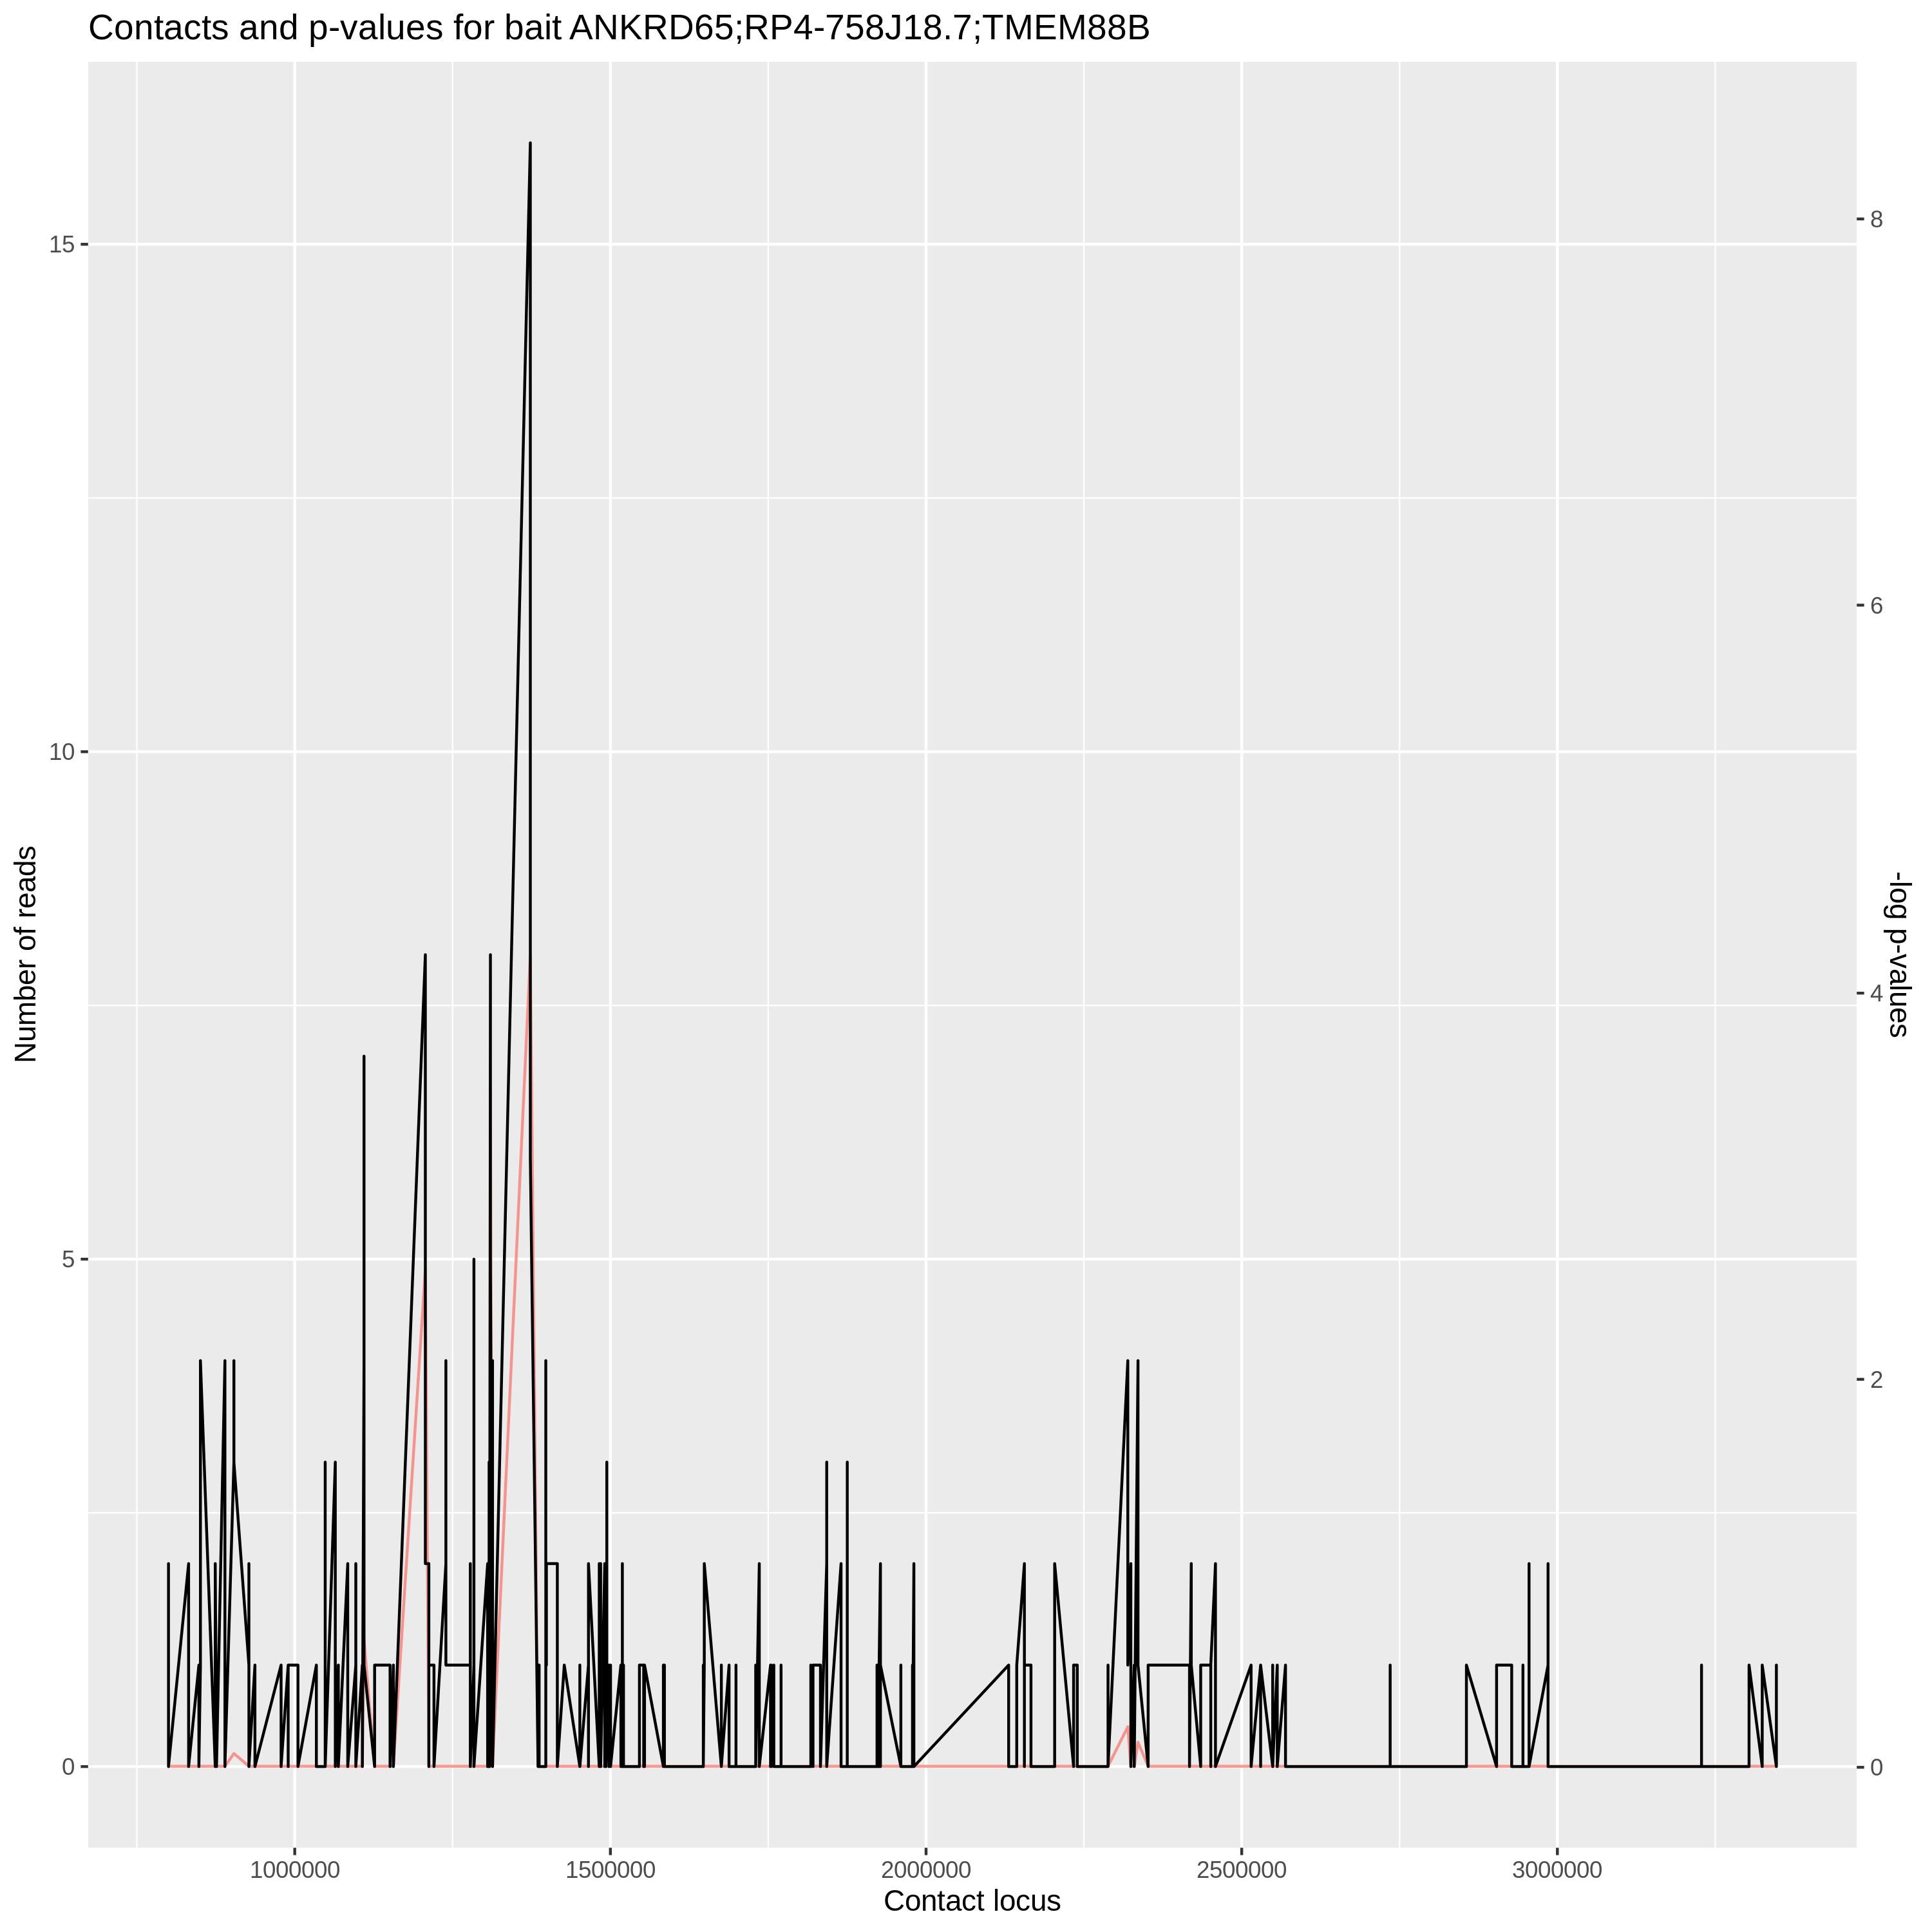 Contacts and p-values for bait ANKRD65;RP4-758J18.7;TMEM88B
15
10
5
0
Number of reads
8
6
4
2
0
-log p-values
1000000 1500000 2000000 2500000 3000000
Contact locus